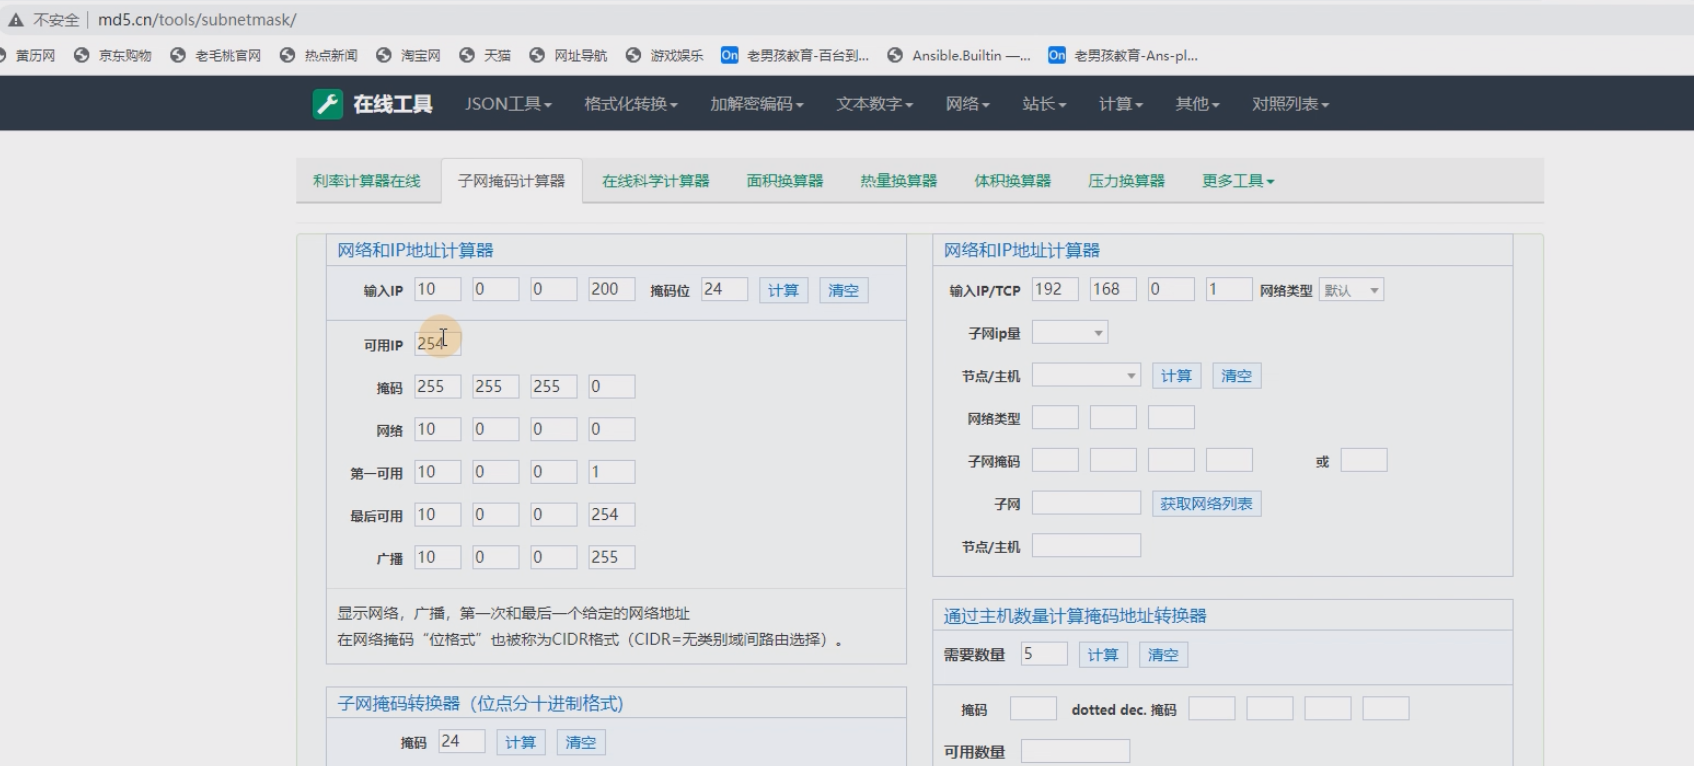 不安全 | md5.cn/tools/subnetmask/
黄历网 京东购物 老毛桃官网 热点新闻 淘宝网 天猫 网址导航 游戏娱乐 On 老男孩教育-百台到... Ansible.Builtin —... On 老男孩教育-Ans-pl...
在线工具 JSON工具 格式化转换 加解密编码 文本数字 网络 站长 计算 其他 对照列表
利率计算器在线 子网掩码计算器 在线科学计算器 面积换算器 热量换算器 体积换算器 压力换算器 更多工具
网络和IP地址计算器
输入IP 10 0 0 200 掩码位 24 计算 清空
可用IP 254
掩码 255 255 255 0
网络 10 0 0 0
第一可用 10 0 0 1
最后可用 10 0 0 254
广播 10 0 0 255
显示网络，广播，第一次和最后一个给定的网络地址
在网络掩码“位格式”也被称为CIDR格式（CIDR=无类别域间路由选择）。
子网掩码转换器（位点分十进制格式)
掩码 24 计算 清空
网络和IP地址计算器
输入IP/TCP 192 168 0 1 网络类型 默认
子网ip量
节点/主机 计算 清空
网络类型
子网掩码 或
子网 获取网络列表
节点/主机
通过主机数量计算掩码地址转换器
需要数量 5 计算 清空
掩码 dotted dec. 掩码
可用数量